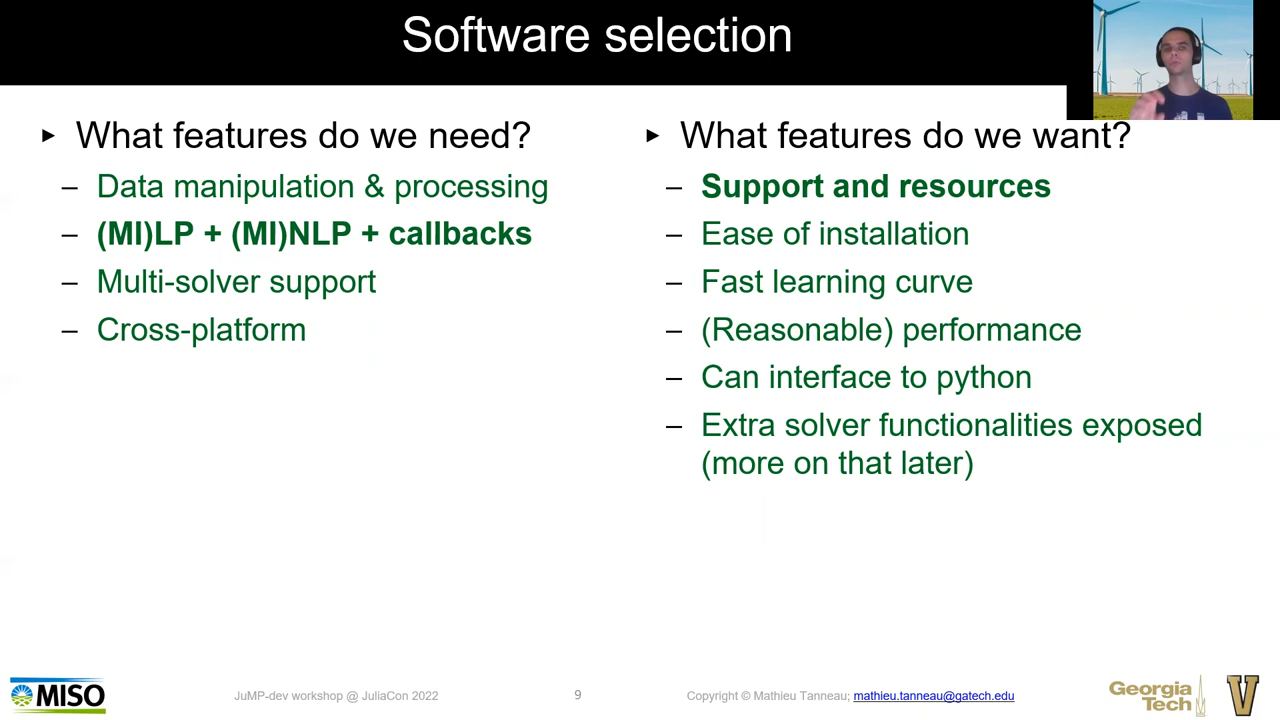 Software selection
► What features do we need?
– Data manipulation & processing
– (MI)LP + (MI)NLP + callbacks
– Multi-solver support
– Cross-platform
► What features do we want?
– Support and resources
– Ease of installation
– Fast learning curve
– (Reasonable) performance
– Can interface to python
– Extra solver functionalities exposed
(more on that later)
MISO
JuMP-dev workshop @ JuliaCon 2022
9
Copyright © Mathieu Tanneau; mathieu.tanneau@gatech.edu
Georgia
Tech
V